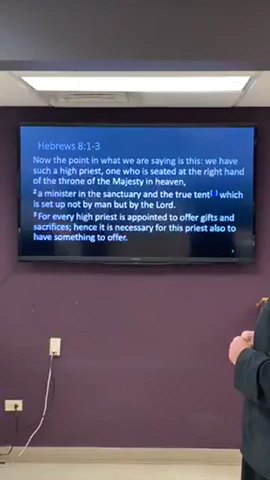 Hebrews 8:1-3
Now the point in what we are saying is this: we have
such a high priest, one who is seated at the right hand
of the throne of the Majesty in heaven,
² a minister in the sanctuary and the true tent[ ] which
is set up not by man but by the Lord.
³ For every high priest is appointed to offer gifts and
sacrifices; hence it is necessary for this priest also to
have something to offer.